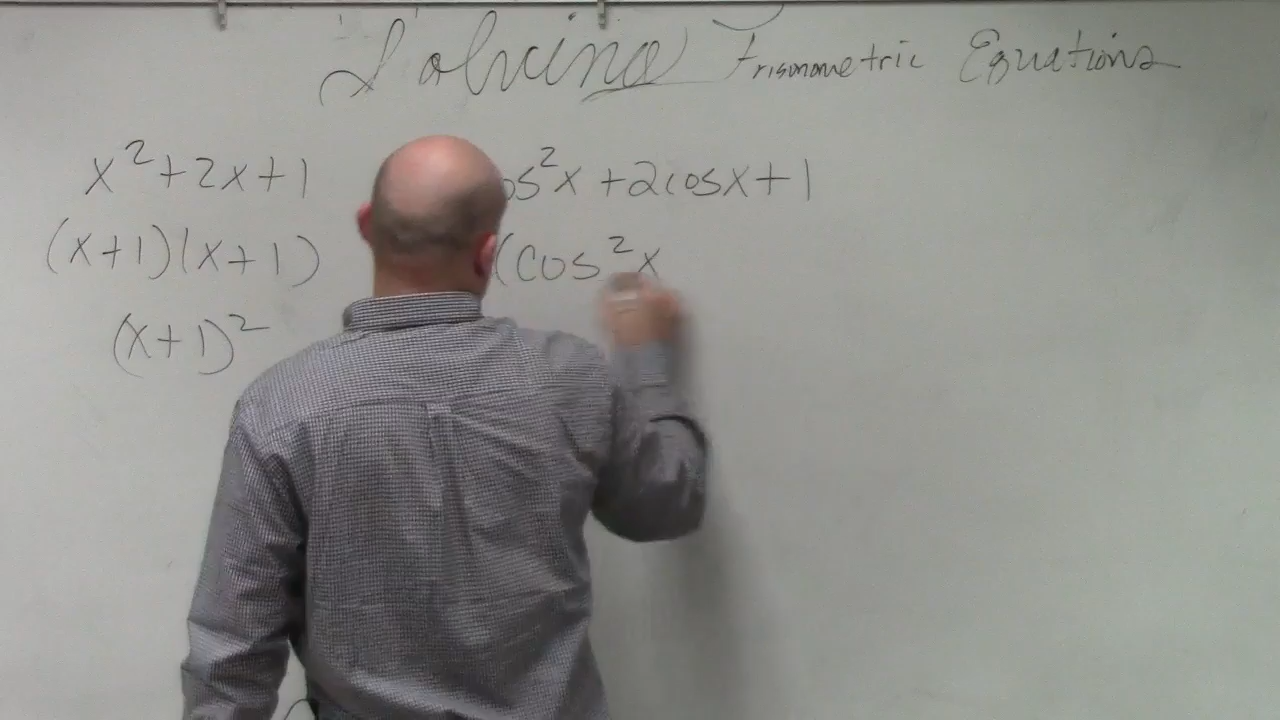 Solving Trigonometric Equations
x²+2x+1
os²x +2cosx+1
(x+1)(x+1)
(cos²x
(x+1)²